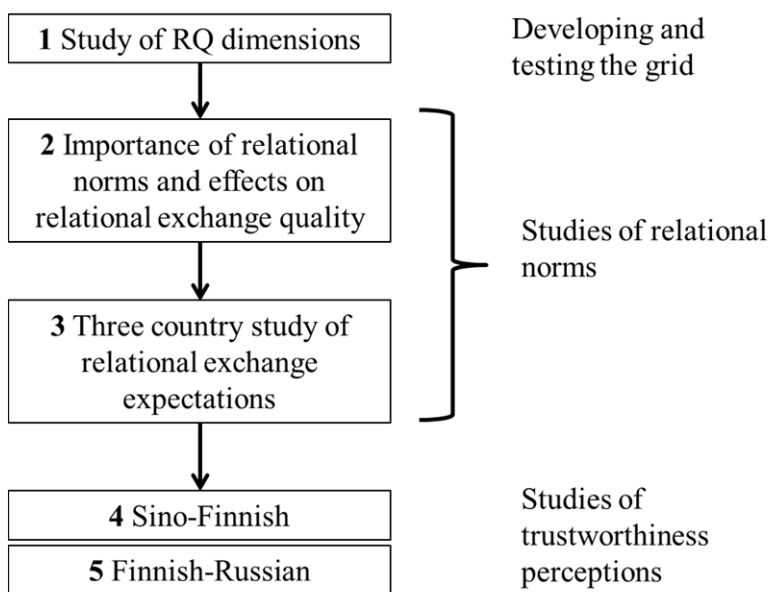 1 Study of RQ dimensions
Developing and
testing the grid
2 Importance of relational
norms and effects on
relational exchange quality
Studies of relational
norms
3 Three country study of
relational exchange
expectations
4 Sino-Finnish
5 Finnish-Russian
Studies of
trustworthiness
perceptions